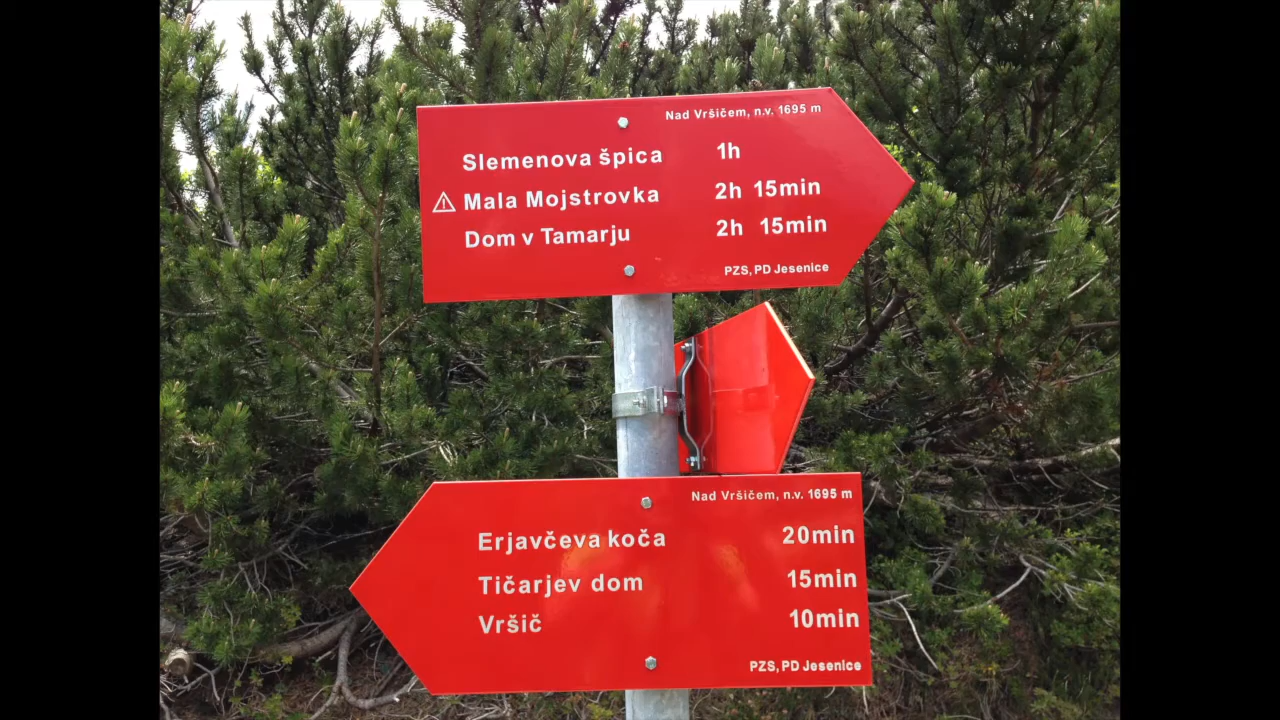 Nad Vršičem, n.v. 1695 m
Slemenova špica 1h
Mala Mojstrovka 2h 15min
Dom v Tamarju 2h 15min
PZS, PD Jesenice
Nad Vršičem, n.v. 1695 m
Erjavčeva koča 20min
Tičarjev dom 15min
Vršič 10min
PZS, PD Jesenice